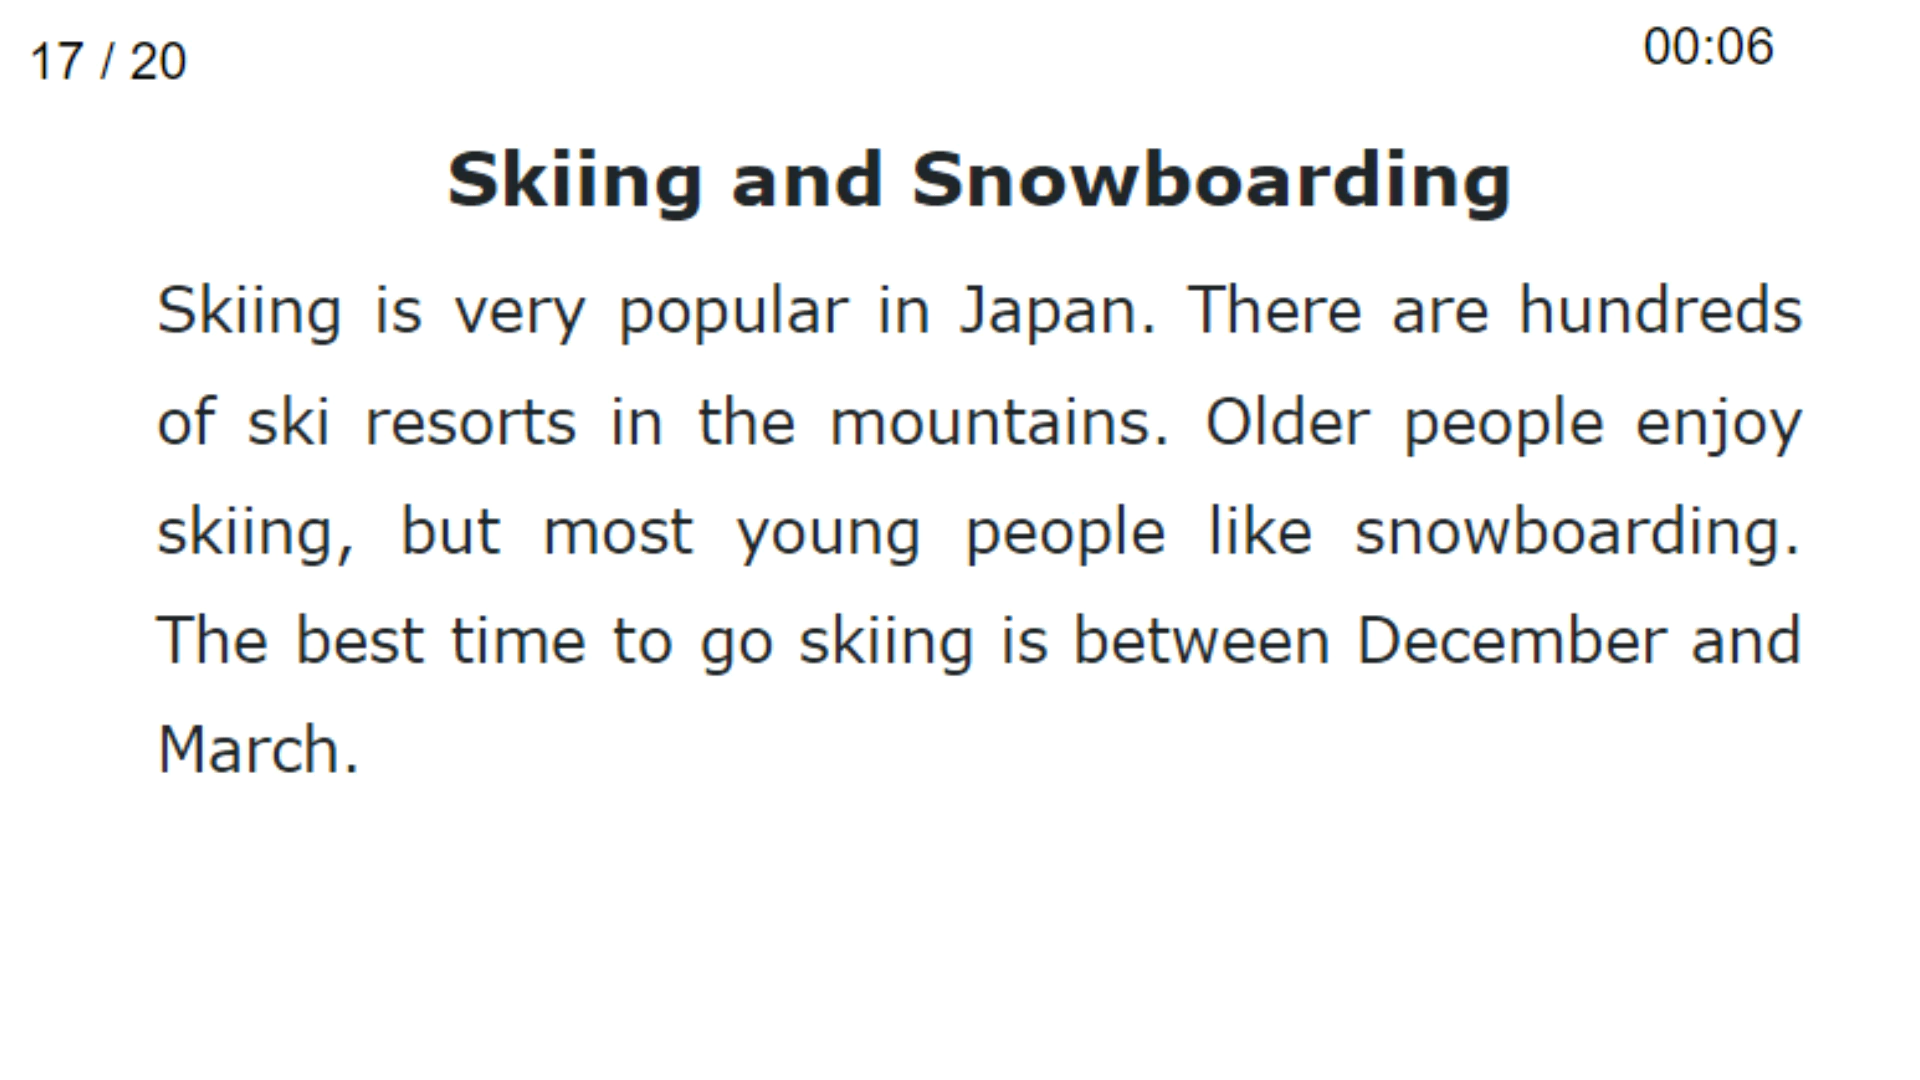 17 / 20
00:06
Skiing and Snowboarding
Skiing is very popular in Japan. There are hundreds
of ski resorts in the mountains. Older people enjoy
skiing, but most young people like snowboarding.
The best time to go skiing is between December and
March.